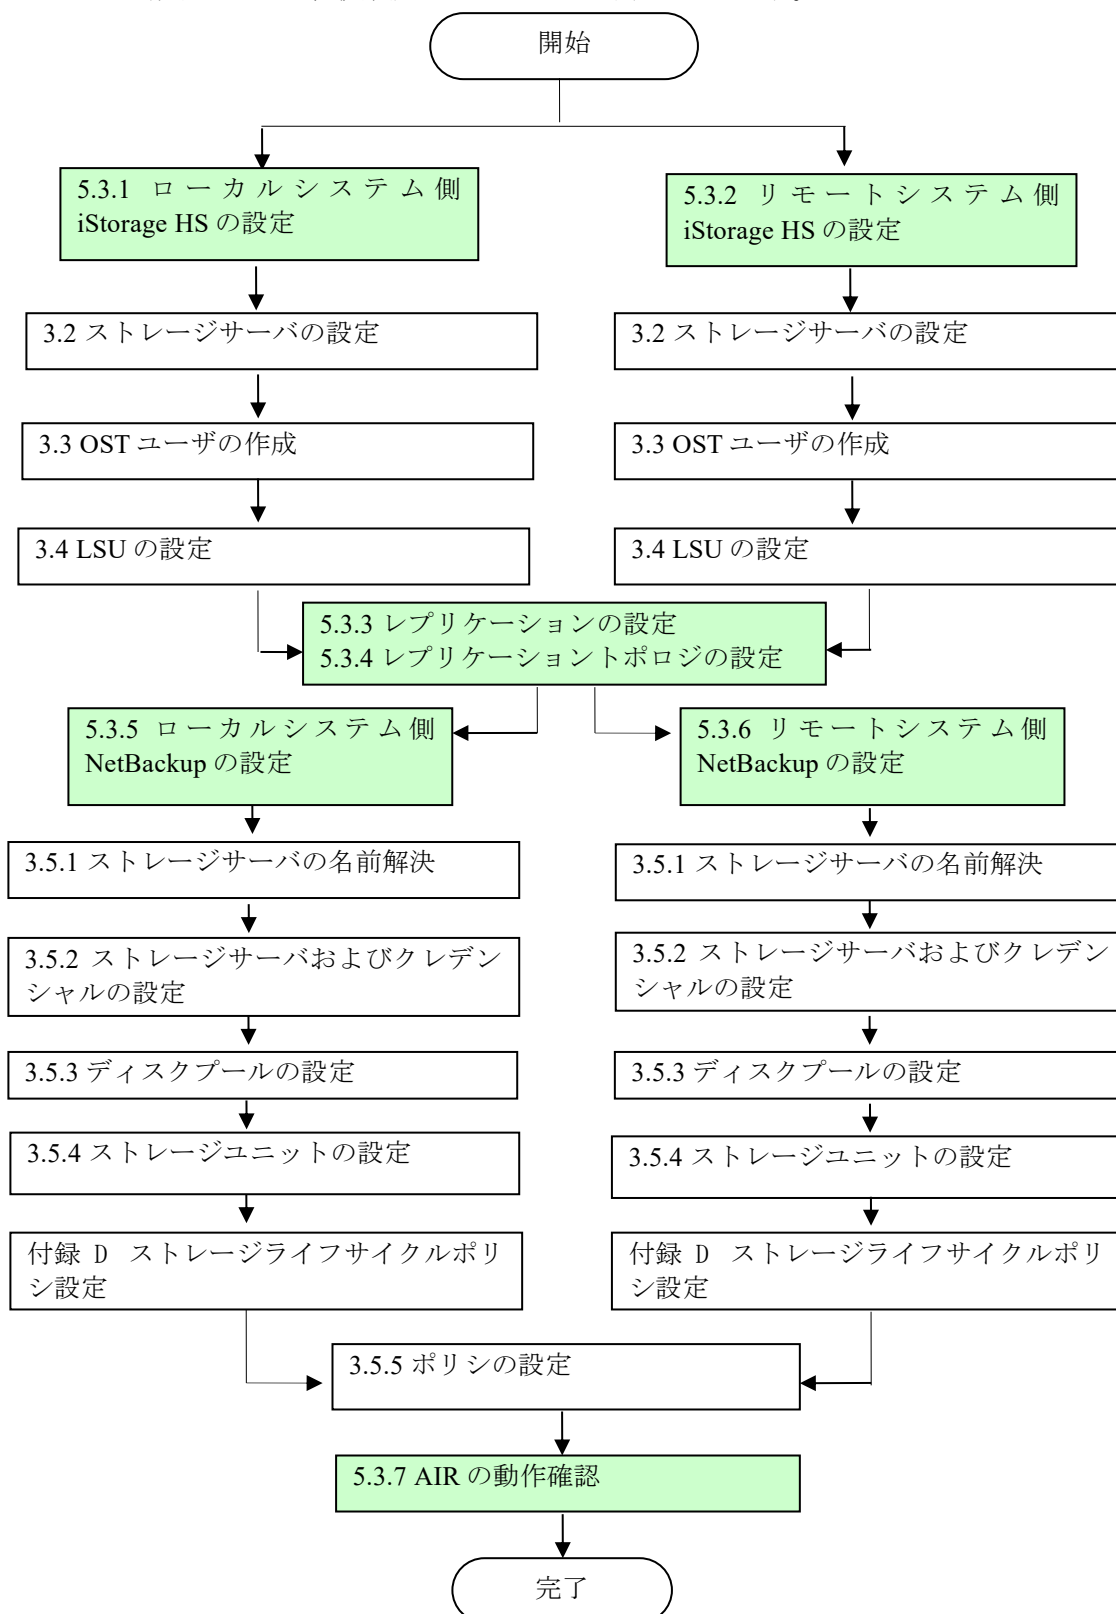 開始
5.3.1 ローカルシステム側
iStorage HS の設定
5.3.2 リモートシステム側
iStorage HS の設定
3.2 ストレージサーバの設定
3.2 ストレージサーバの設定
3.3 OST ユーザの作成
3.3 OST ユーザの作成
3.4 LSU の設定
3.4 LSU の設定
5.3.3 レプリケーションの設定
5.3.4 レプリケーショントポロジの設定
5.3.5 ローカルシステム側
NetBackup の設定
5.3.6 リモートシステム側
NetBackup の設定
3.5.1 ストレージサーバの名前解決
3.5.1 ストレージサーバの名前解決
3.5.2 ストレージサーバおよびクレデン
シャルの設定
3.5.2 ストレージサーバおよびクレデン
シャルの設定
3.5.3 ディスクプールの設定
3.5.3 ディスクプールの設定
3.5.4 ストレージユニットの設定
3.5.4 ストレージユニットの設定
付録 D ストレージライフサイクルポリ
シ設定
付録 D ストレージライフサイクルポリ
シ設定
3.5.5 ポリシの設定
5.3.7 AIR の動作確認
完了